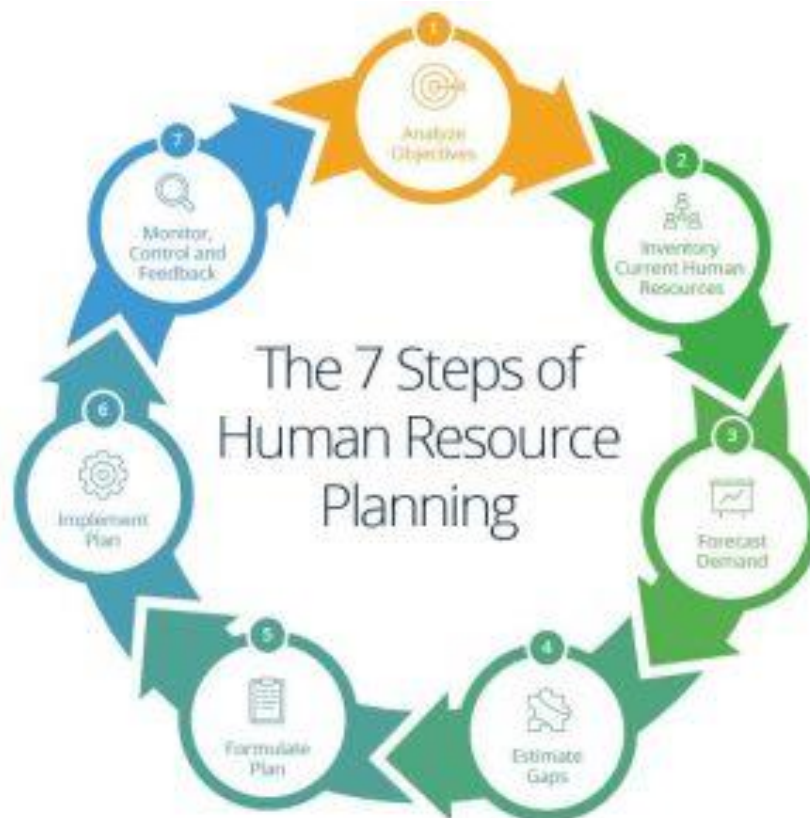 The 7 Steps of
Human Resource
Planning
1
Analyze
Objectives
2
Inventory
Current Human
Resources
3
Forecast
Demand
4
Estimate
Gaps
5
Formulate
Plan
6
Implement
Plan
7
Monitor,
Control and
Feedback